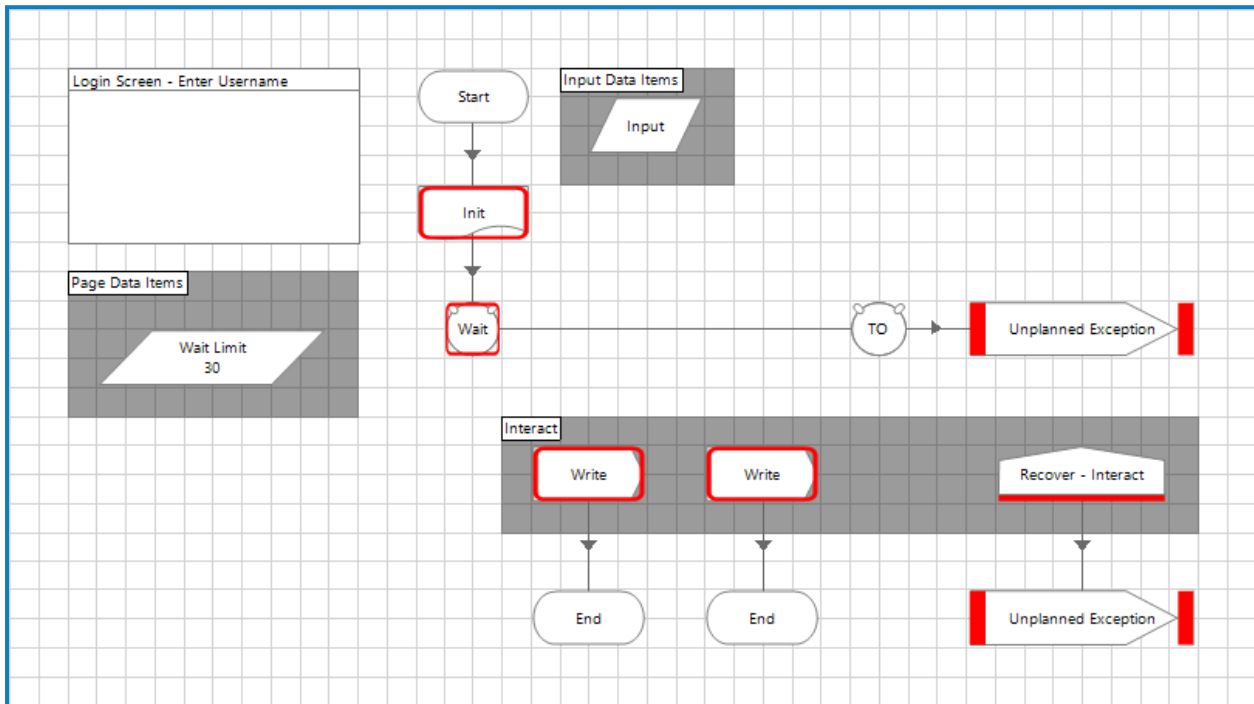 Login Screen - Enter Username
Start
Input Data Items
Input
Init
Page Data Items
Wait Limit
30
Wait
TO
Unplanned Exception
Interact
Write
Write
Recover - Interact
End
End
Unplanned Exception